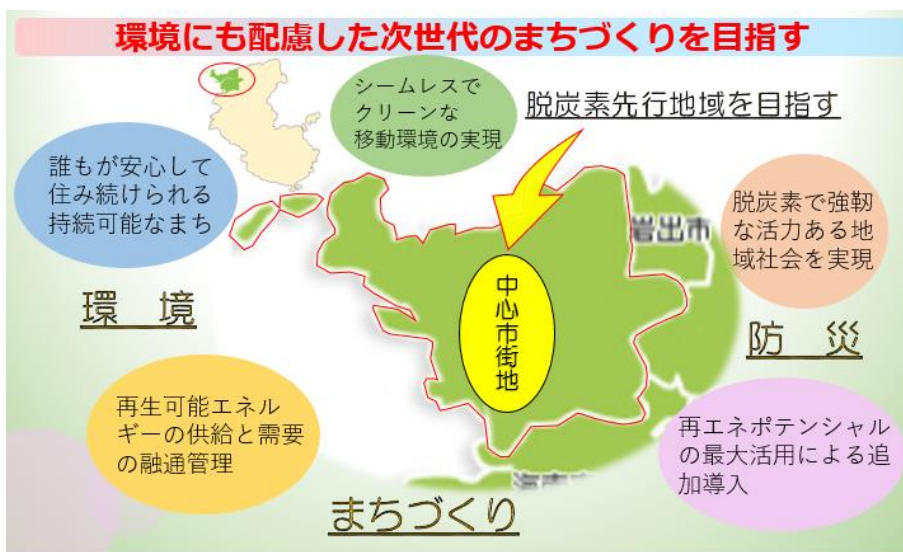 環境にも配慮した次世代のまちづくりを目指す
シームレスで
クリーンな
移動環境の実現
脱炭素先行地域を目指す
誰もが安心して
住み続けられる
持続可能なまち
岩出市
脱炭素で強靭
な活力ある地
域社会を実現
環 境
中心市街地
防 災
再生可能エネル
ギーの供給と需要
の融通管理
再エネポテンシャル
の最大活用による追
加導入
まちづくり